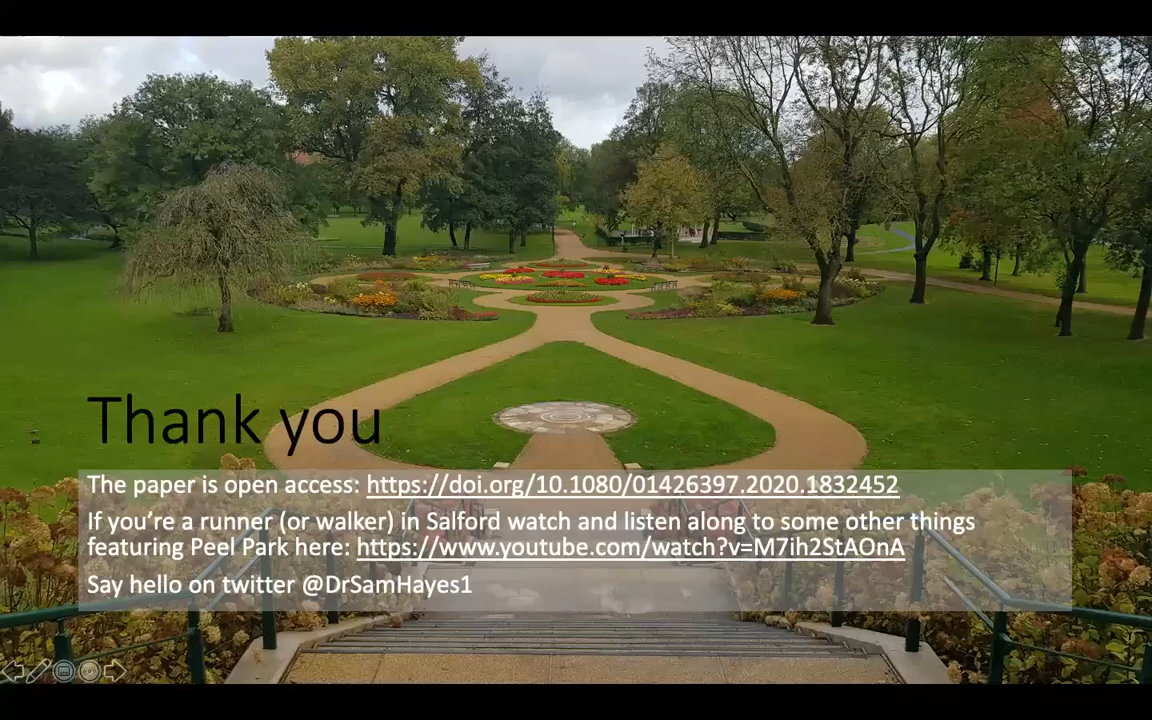 Thank you
The paper is open access: https://doi.org/10.1080/01426397.2020.1832452
If you’re a runner (or walker) in Salford watch and listen along to some other things
featuring Peel Park here: https://www.youtube.com/watch?v=M7ih2StAOnA
Say hello on twitter @DrSamHayes1